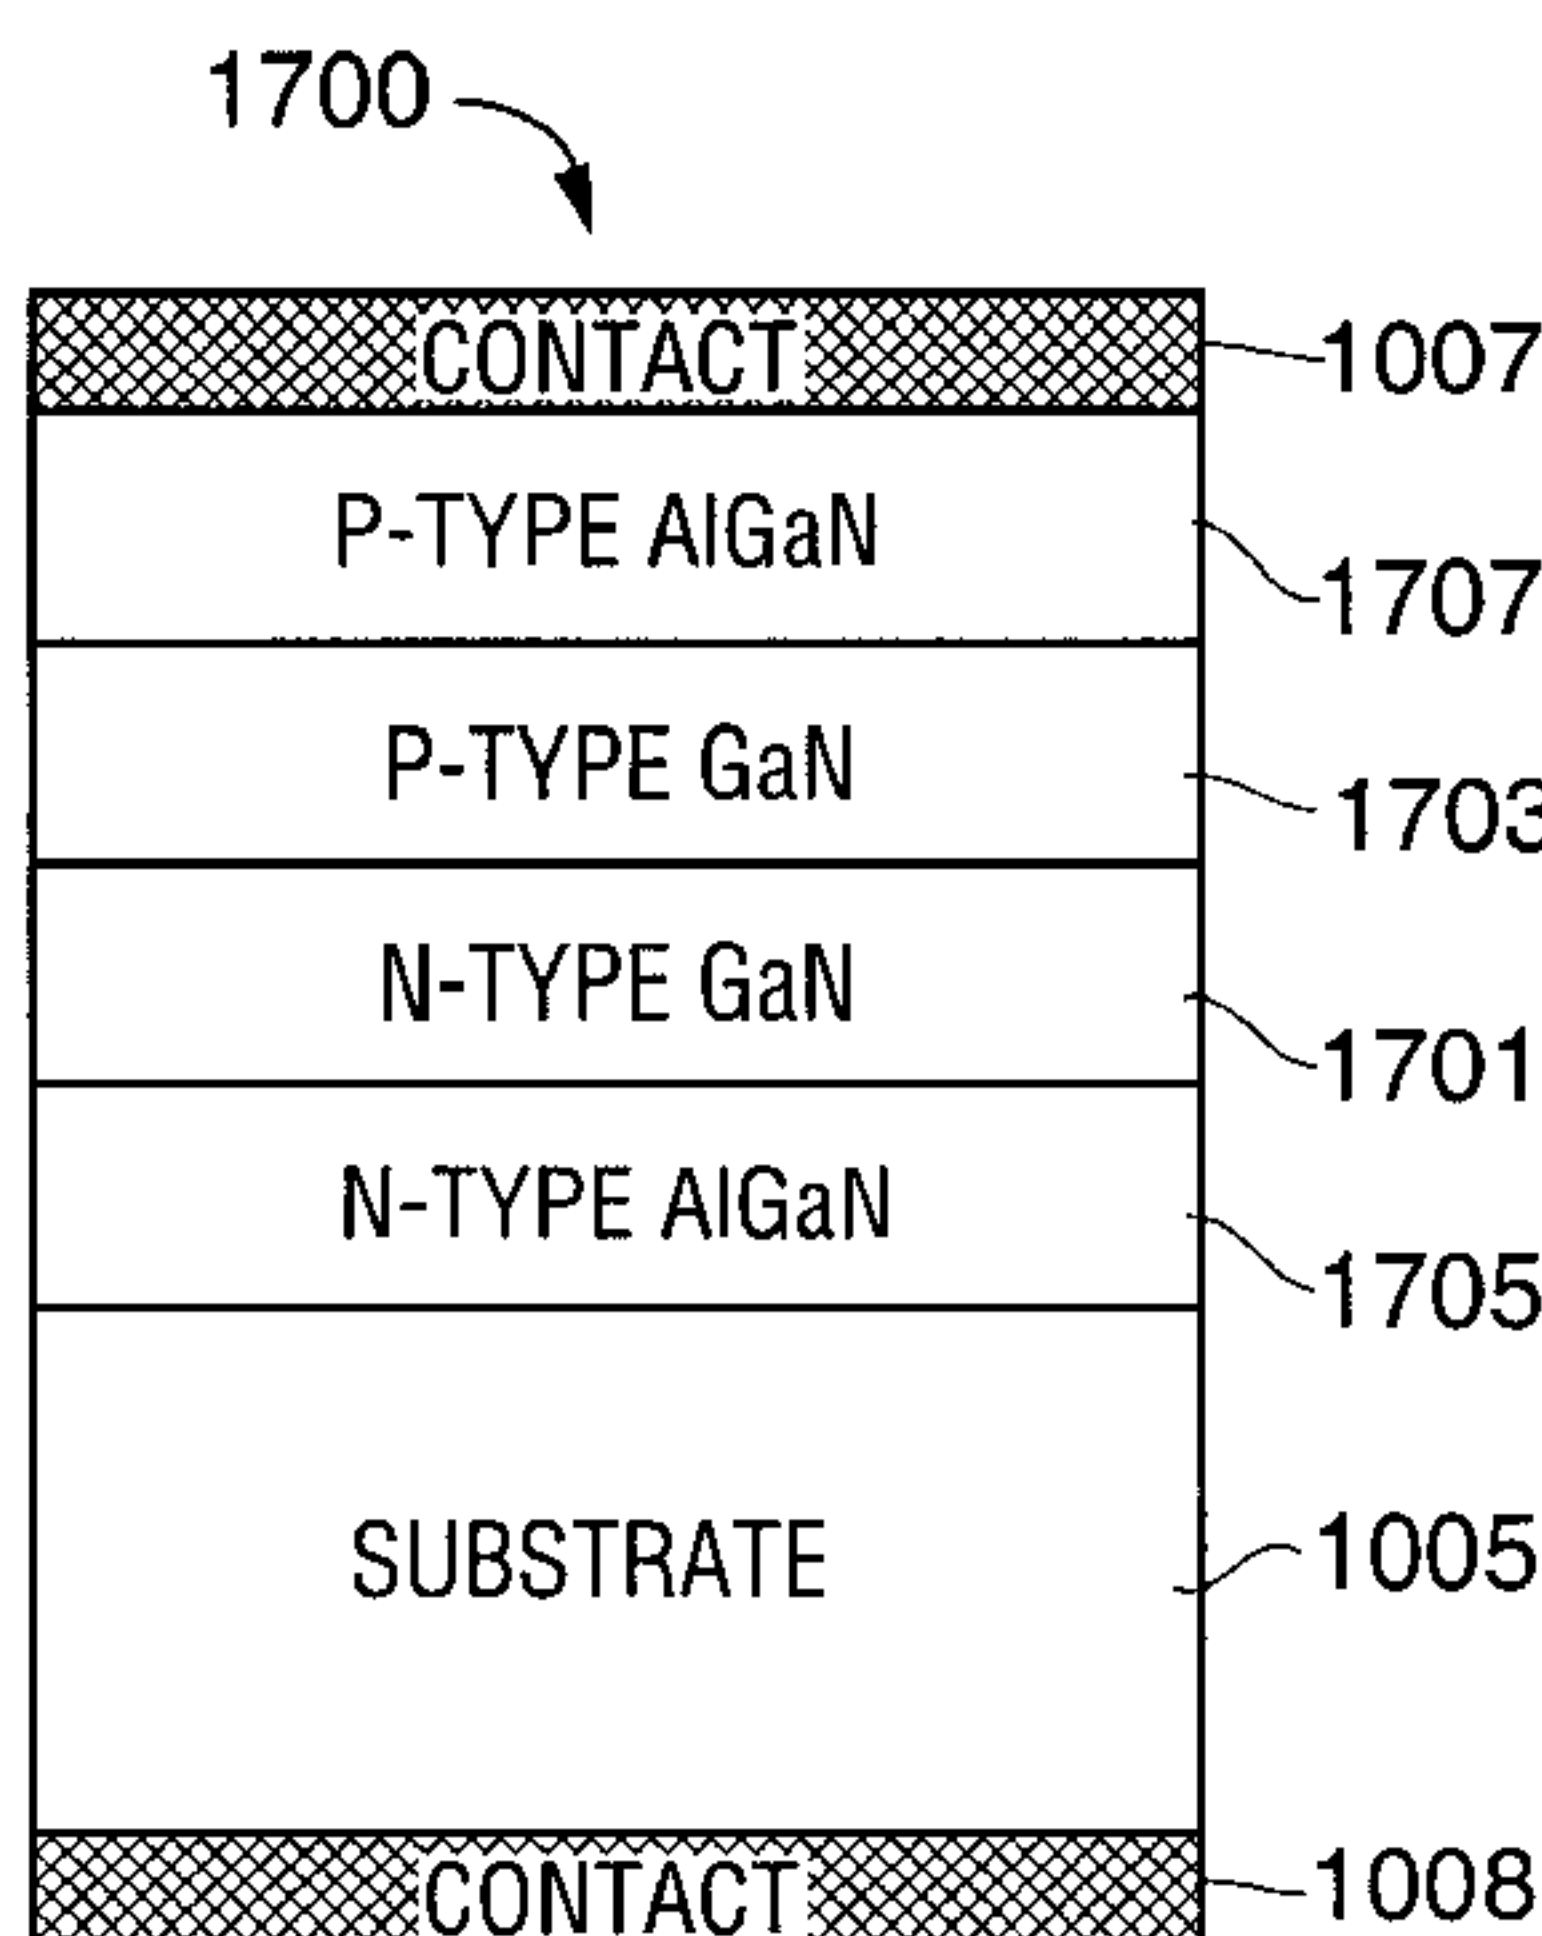 1700
CONTACT 1007
P-TYPE AlGaN 1707
P-TYPE GaN 1703
N-TYPE GaN 1701
N-TYPE AlGaN 1705
SUBSTRATE 1005
CONTACT 1008